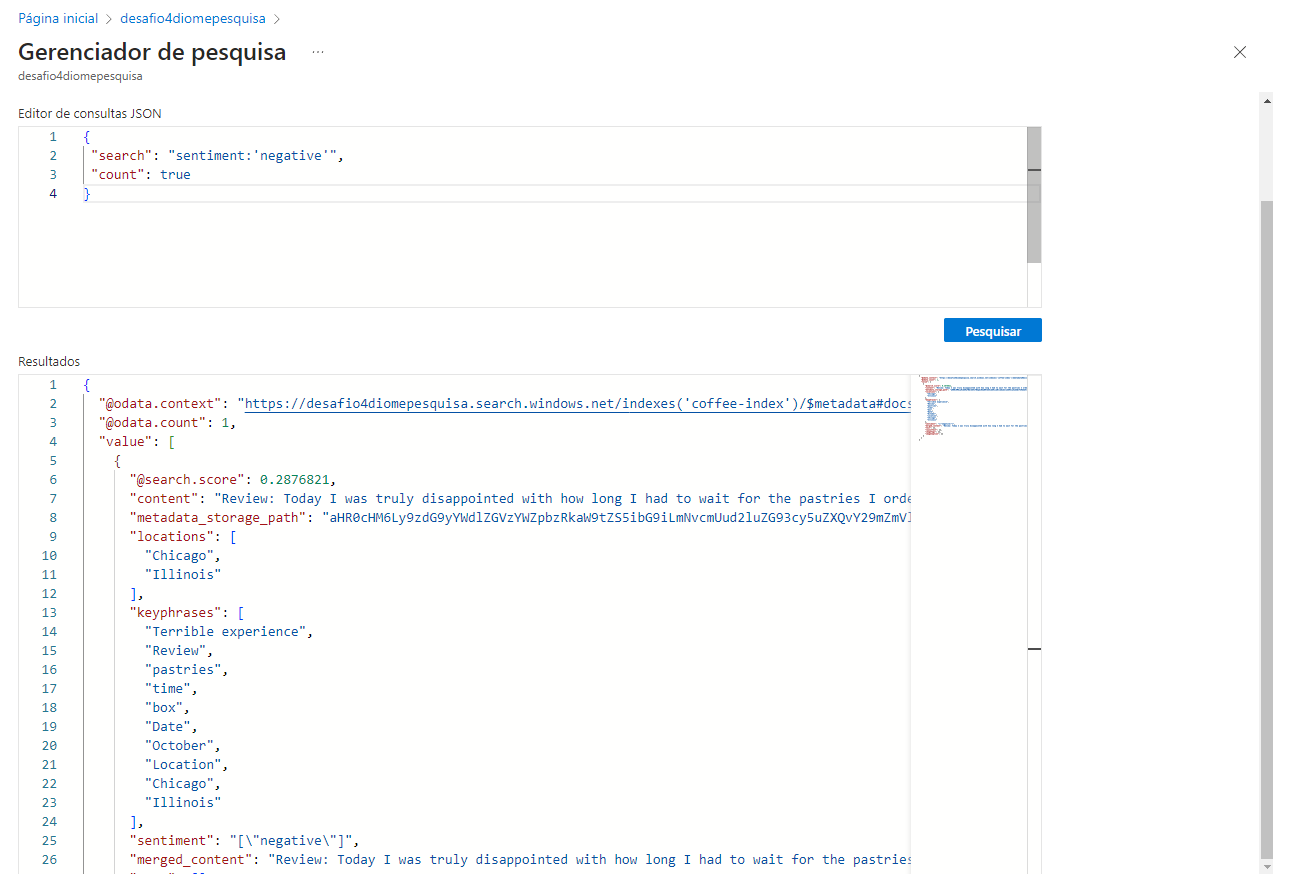 Página inicial > desafio4diomepesquisa >
Gerenciador de pesquisa ...
desafio4diomepesquisa
Editor de consultas JSON
1 {
2 "search": "sentiment:'negative'",
3 "count": true
4 }
Pesquisar
Resultados
1 {
2 "@odata.context": "https://desafio4diomepesquisa.search.windows.net/indexes('coffee-index')/$metadata#docs
3 "@odata.count": 1,
4 "value": [
5 {
6 "@search.score": 0.2876821,
7 "content": "Review: Today I was truly disappointed with how long I had to wait for the pastries I orde
8 "metadata_storage_path": "aHR0cHM6Ly9zdG9yYWdlZGVzYWZpbzRkaW9tZS5ibG9iLmNvcmUud2luZG93cy5uZXQvY29mZmVl
9 "locations": [
10 "Chicago",
11 "Illinois"
12 ],
13 "keyphrases": [
14 "Terrible experience",
15 "Review",
16 "pastries",
17 "time",
18 "box",
19 "Date",
20 "October",
21 "Location",
22 "Chicago",
23 "Illinois"
24 ],
25 "sentiment": "[\"negative\"]",
26 "merged_content": "Review: Today I was truly disappointed with how long I had to wait for the pastries